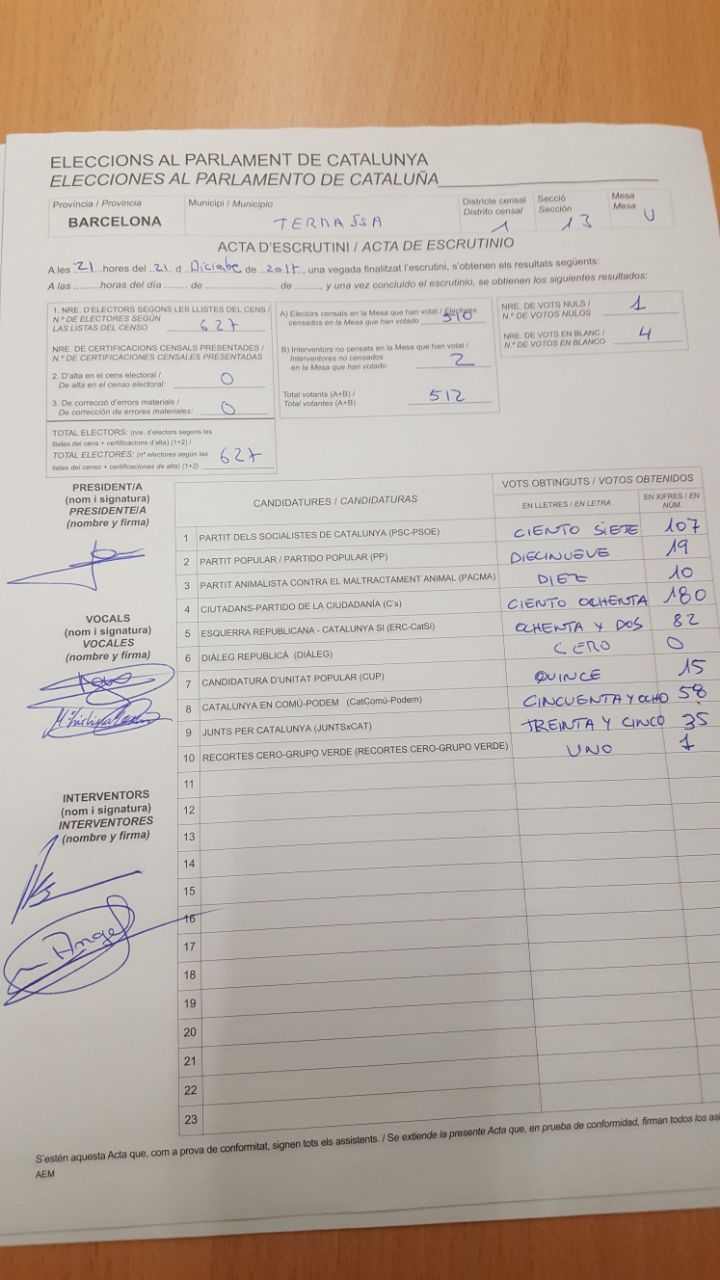 ELECCIONS AL PARLAMENT DE CATALUNYA
ELECCIONES AL PARLAMENTO DE CATALUÑA
Província / Provincia
BARCELONA
Municipi / Municipio
TERRASSA
Districte censal
Distrito censal
1
Secció
Sección
13
Mesa
Mesa
U
ACTA D'ESCRUTINI / ACTA DE ESCRUTINIO
A les 21 hores del 21 d Diciembe de 2017, una vegada finalitzat l'escrutini, s'obtenen els resultats següents:
A las ......... horas del día ....... de ........................ de ........., y una vez concluido el escrutinio, se obtienen los siguientes resultados:
1. NRE. D'ELECTORS SEGONS LES LLISTES DEL CENS /
N.º DE ELECTORES SEGÚN
LAS LISTAS DEL CENSO 627
NRE. DE CERTIFICACIONS CENSALS PRESENTADES /
N.º DE CERTIFICACIONES CENSALES PRESENTADAS
2. D'alta en el cens electoral /
De alta en el censo electoral: 0
3. De correcció d'errors materials /
De corrección de errores materiales: 0
TOTAL ELECTORS: (nre. d'electors segons les
llistes del cens + certificacions d'alta) (1+2) /
TOTAL ELECTORES: (nº electores según las
listas del censo + certificaciones de alta) (1+2) 627
A) Electors censats en la Mesa que han votat / Electores
censados en la Mesa que han votado 510
B) Interventors no censats en la Mesa que han votat /
Interventores no censados
en la Mesa que han votado 2
Total votants (A+B) /
Total votantes (A+B) 512
NRE. DE VOTS NULS /
N.º DE VOTOS NULOS 1
NRE. DE VOTS EN BLANC /
N.º DE VOTOS EN BLANCO 4
PRESIDENT/A
(nom i signatura)
PRESIDENTE/A
(nombre y firma)
VOCALS
(nom i signatura)
VOCALES
(nombre y firma)
INTERVENTORS
(nom i signatura)
INTERVENTORES
(nombre y firma)
Angel
CANDIDATURES / CANDIDATURAS
VOTS OBTINGUTS / VOTOS OBTENIDOS
EN LLETRES / EN LETRA
EN XIFRES / EN NÚM.
1 PARTIT DELS SOCIALISTES DE CATALUNYA (PSC-PSOE) CIENTO SIETE 107
2 PARTIT POPULAR / PARTIDO POPULAR (PP) DIECINUEVE 19
3 PARTIT ANIMALISTA CONTRA EL MALTRACTAMENT ANIMAL (PACMA) DIEZ 10
4 CIUTADANS-PARTIDO DE LA CIUDADANÍA (C's) CIENTO OCHENTA 180
5 ESQUERRA REPUBLICANA - CATALUNYA SI (ERC-CatSí) OCHENTA Y DOS 82
6 DIÀLEG REPUBLICÀ (DIÀLEG) CERO 0
7 CANDIDATURA D'UNITAT POPULAR (CUP) QUINCE 15
8 CATALUNYA EN COMÚ-PODEM (CatComú-Podem) CINCUENTA Y OCHO 58
9 JUNTS PER CATALUNYA (JUNTSxCAT) TREINTA Y CINCO 35
10 RECORTES CERO-GRUPO VERDE (RECORTES CERO-GRUPO VERDE) UNO 1
11
12
13
14
15
16
17
18
19
20
21
22
23
S'estén aquesta Acta que, com a prova de conformitat, signen tots els assistents. / Se extiende la presente Acta que, en prueba de conformidad, firman todos los
AEM